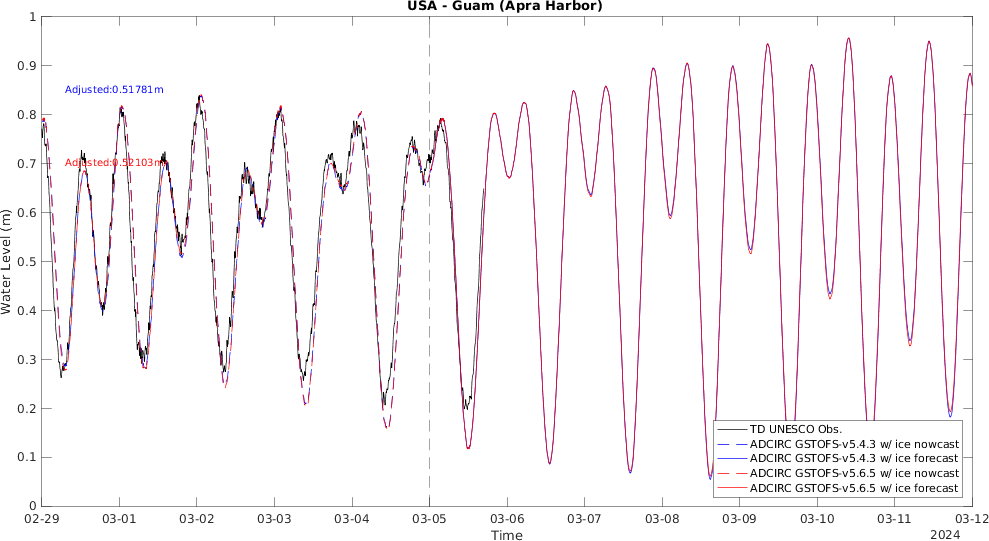 USA - Guam (Apra Harbor)
1
0.9
0.8
0.7
0.6
0.5
0.4
0.3
0.2
0.1
0
Water Level (m)
Adjusted:0.51781m
Adjusted:0.52103m
TD UNESCO Obs.
ADCIRC GSTOFS-v5.4.3 w/ ice nowcast
ADCIRC GSTOFS-v5.4.3 w/ ice forecast
ADCIRC GSTOFS-v5.6.5 w/ ice nowcast
ADCIRC GSTOFS-v5.6.5 w/ ice forecast
02-29 03-01 03-02 03-03 03-04 03-05 03-06 03-07 03-08 03-09 03-10 03-11 03-12
Time
2024